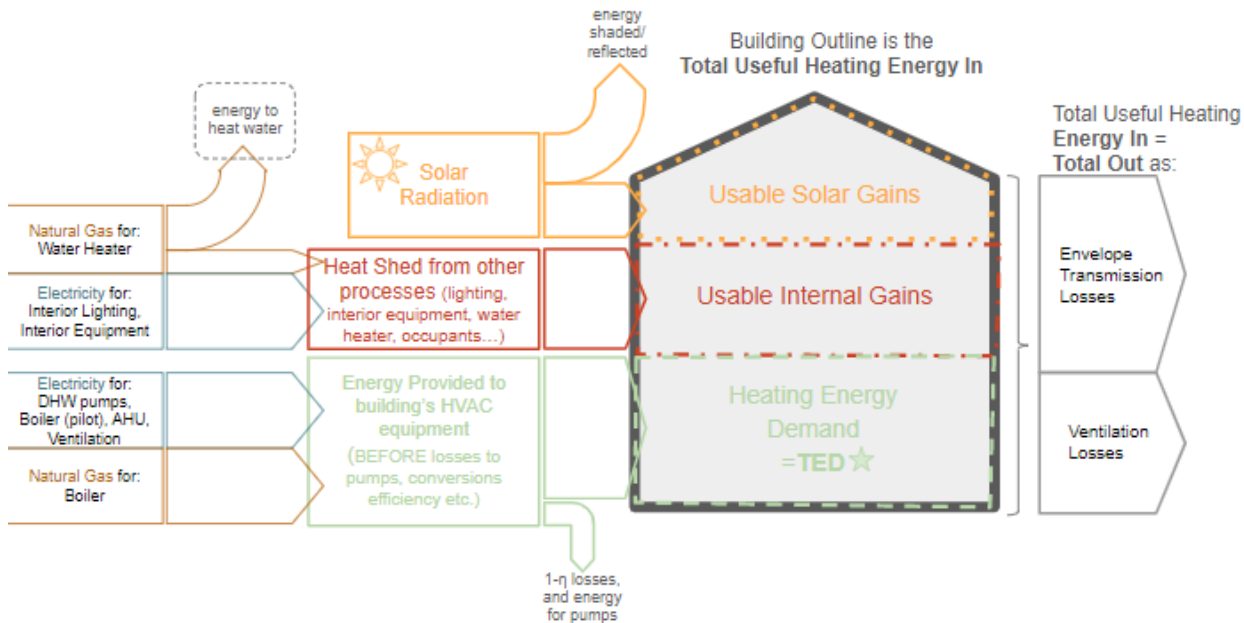 energy
shaded/
reflected
Building Outline is the
Total Useful Heating Energy In
energy to
heat water
Total Useful Heating
Energy In =
Total Out as:
Solar
Radiation
Usable Solar Gains
Natural Gas for:
Water Heater
Heat Shed from other
processes (lighting,
interior equipment, water
heater, occupants…)
Envelope
Transmission
Losses
Electricity for:
Interior Lighting,
Interior Equipment
Usable Internal Gains
Electricity for:
DHW pumps,
Boiler (pilot), AHU,
Ventilation
Energy Provided to
building's HVAC
equipment
(BEFORE losses to
pumps, conversions
efficiency etc.)
Heating Energy
Demand
=TED
Ventilation
Losses
Natural Gas for:
Boiler
1-η losses,
and energy
for pumps